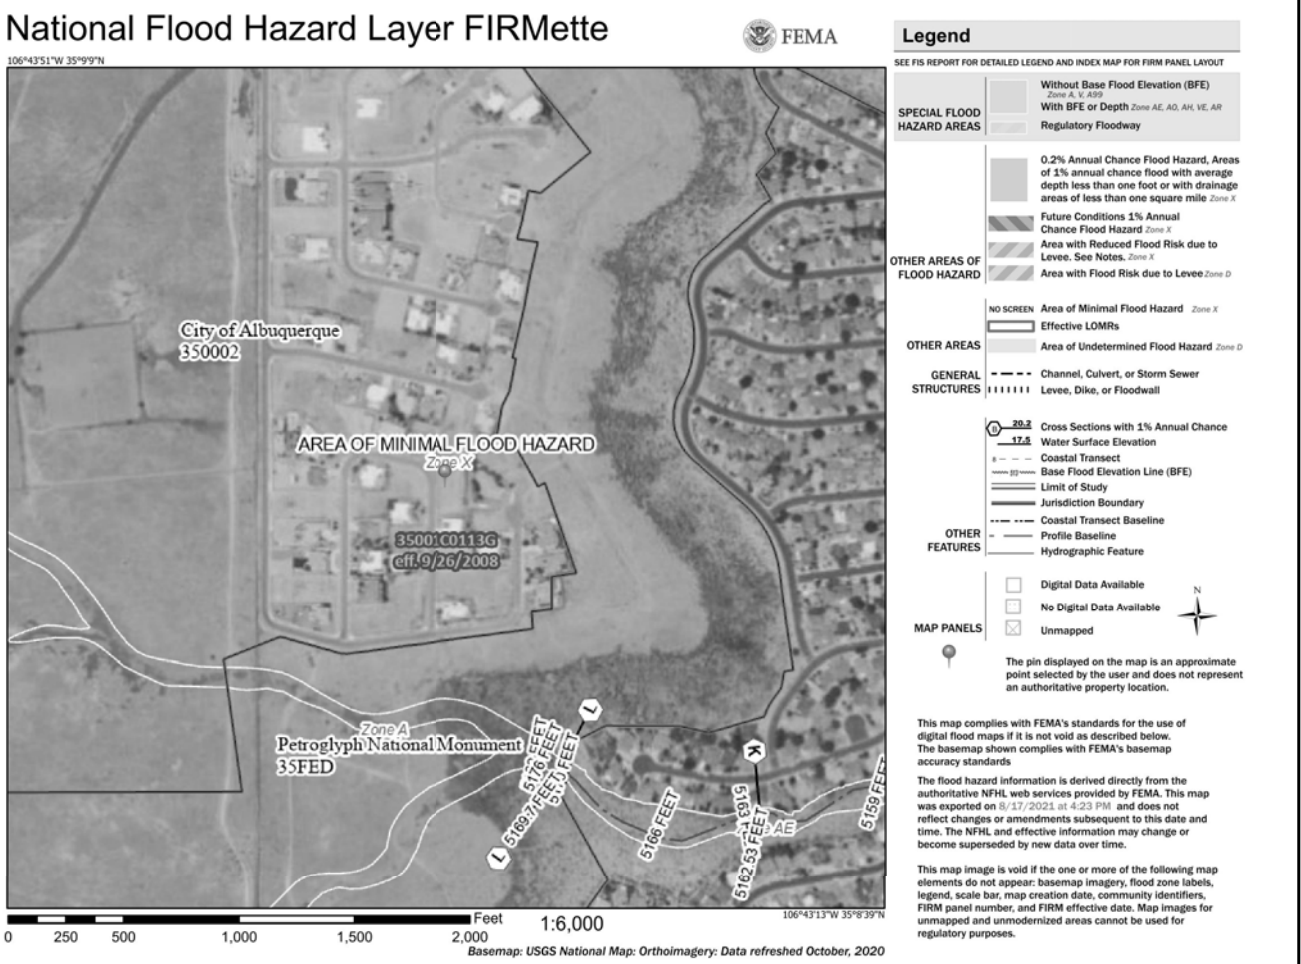 National Flood Hazard Layer FIRMette
FEMA
106°43'51"W 35°9'9"N
City of Albuquerque
350002
AREA OF MINIMAL FLOOD HAZARD
Zone X
35001C0113G
eff. 9/26/2008
Zone A
Petroglyph National Monument
35FED
L
5176 FEET
5169.7 FEET
L
K
5166 FEET
5163
5162.53 FEET
AE
5159 FEET
106°43'13"W 35°8'39"N
Feet
1:6,000
0 250 500 1,000 1,500 2,000
Basemap: USGS National Map: Orthoimagery: Data refreshed October, 2020
Legend
SEE FIS REPORT FOR DETAILED LEGEND AND INDEX MAP FOR FIRM PANEL LAYOUT
SPECIAL FLOOD
HAZARD AREAS
Without Base Flood Elevation (BFE)
Zone A, V, A99
With BFE or Depth Zone AE, AO, AH, VE, AR
Regulatory Floodway
0.2% Annual Chance Flood Hazard, Areas
of 1% annual chance flood with average
depth less than one foot or with drainage
areas of less than one square mile Zone X
Future Conditions 1% Annual
Chance Flood Hazard Zone X
Area with Reduced Flood Risk due to
Levee. See Notes. Zone X
Area with Flood Risk due to Levee Zone D
OTHER AREAS OF
FLOOD HAZARD
NO SCREEN Area of Minimal Flood Hazard Zone X
Effective LOMRs
Area of Undetermined Flood Hazard Zone D
OTHER AREAS
GENERAL
STRUCTURES
Channel, Culvert, or Storm Sewer
Levee, Dike, or Floodwall
B 20.2 Cross Sections with 1% Annual Chance
17.5 Water Surface Elevation
8 Coastal Transect
513 Base Flood Elevation Line (BFE)
Limit of Study
Jurisdiction Boundary
Coastal Transect Baseline
Profile Baseline
Hydrographic Feature
OTHER
FEATURES
Digital Data Available
No Digital Data Available
Unmapped
MAP PANELS
N
The pin displayed on the map is an approximate
point selected by the user and does not represent
an authoritative property location.
This map complies with FEMA's standards for the use of
digital flood maps if it is not void as described below.
The basemap shown complies with FEMA's basemap
accuracy standards
The flood hazard information is derived directly from the
authoritative NFHL web services provided by FEMA. This map
was exported on 8/17/2021 at 4:23 PM and does not
reflect changes or amendments subsequent to this date and
time. The NFHL and effective information may change or
become superseded by new data over time.
This map image is void if the one or more of the following map
elements do not appear: basemap imagery, flood zone labels,
legend, scale bar, map creation date, community identifiers,
FIRM panel number, and FIRM effective date. Map images for
unmapped and unmodernized areas cannot be used for
regulatory purposes.